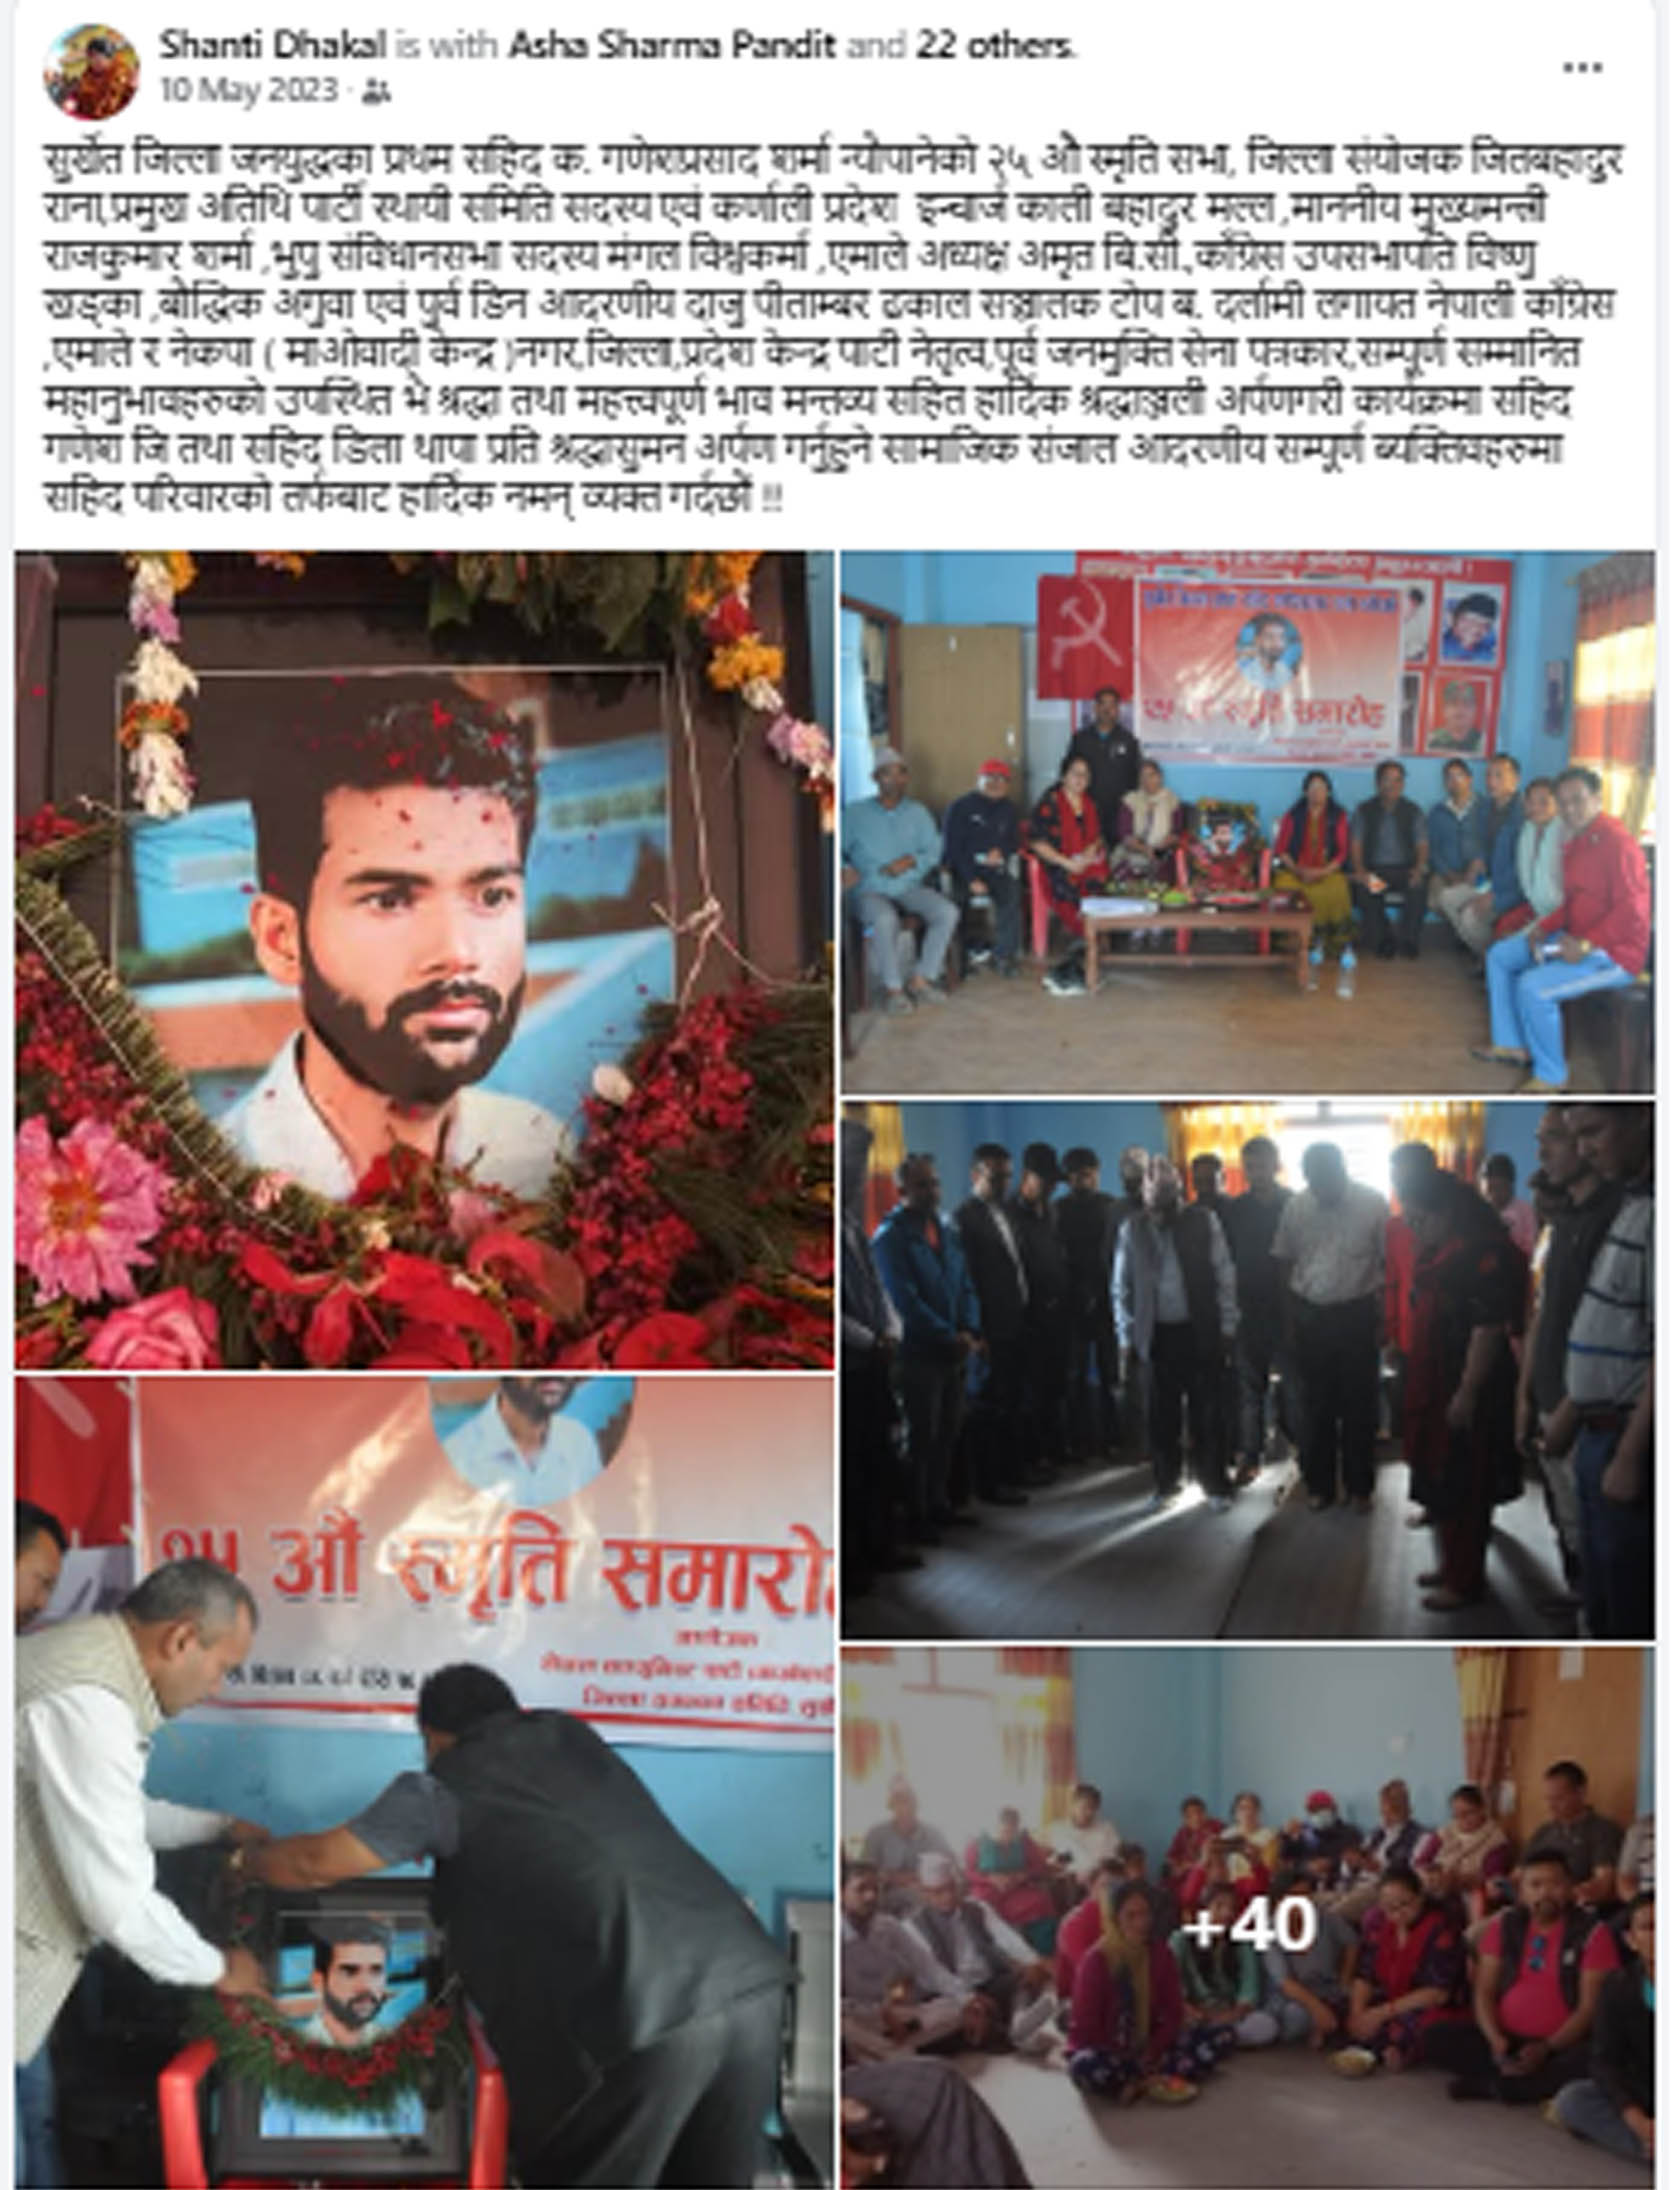 Shanti Dhakal is with Asha Sharma Pandit and 22 others.
10 May 2023
सुर्खेत जिल्ला जनयुद्धका प्रथम सहिद क. गणेशप्रसाद शर्मा न्यौपानेको २५ औ स्मृति सभा, जिल्ला संयोजक जितबहादुर
राना,प्रमुख अतिथि पार्टी स्थायी समिति सदस्य एवं कर्णाली प्रदेश इन्चार्ज काली बहादुर मल्ल ,माननीय मुख्यमन्त्री
राजकुमार शर्मा ,भुपु संविधानसभा सदस्य मंगल विश्वकर्मा ,एमाले अध्यक्ष अमृत बि.सी.,काँग्रेस उपसभापति विष्णु
खड्का ,बौद्धिक अगुवा एवं पुर्व डिन आदरणीय दाजु पीताम्बर ढकाल सञ्चालक टोप ब. दर्लामी लगायत नेपाली काँग्रेस
,एमाले र नेकपा ( माओवादी केन्द्र )नगर,जिल्ला,प्रदेश केन्द्र पार्टी नेतृत्व,पूर्व जनमुक्ति सेना पत्रकार,सम्पूर्ण सम्मानित
महानुभावहरुको उपस्थित भै श्रद्धा तथा महत्त्वपूर्ण भाव मन्तव्य सहित हार्दिक श्रद्धाञ्जली अर्पणगरी कार्यक्रमा सहिद
गणेश जि तथा सहिद डिला थापा प्रति श्रद्धासुमन अर्पण गर्नुहुने सामाजिक संजाल आदरणीय सम्पूर्ण ब्यक्तित्वहरुमा
सहिद परिवारको तर्फबाट हार्दिक नमन् व्यक्त गर्दछौं !!
स्मृति समारोह
२५ औं स्मृति समारो
+40